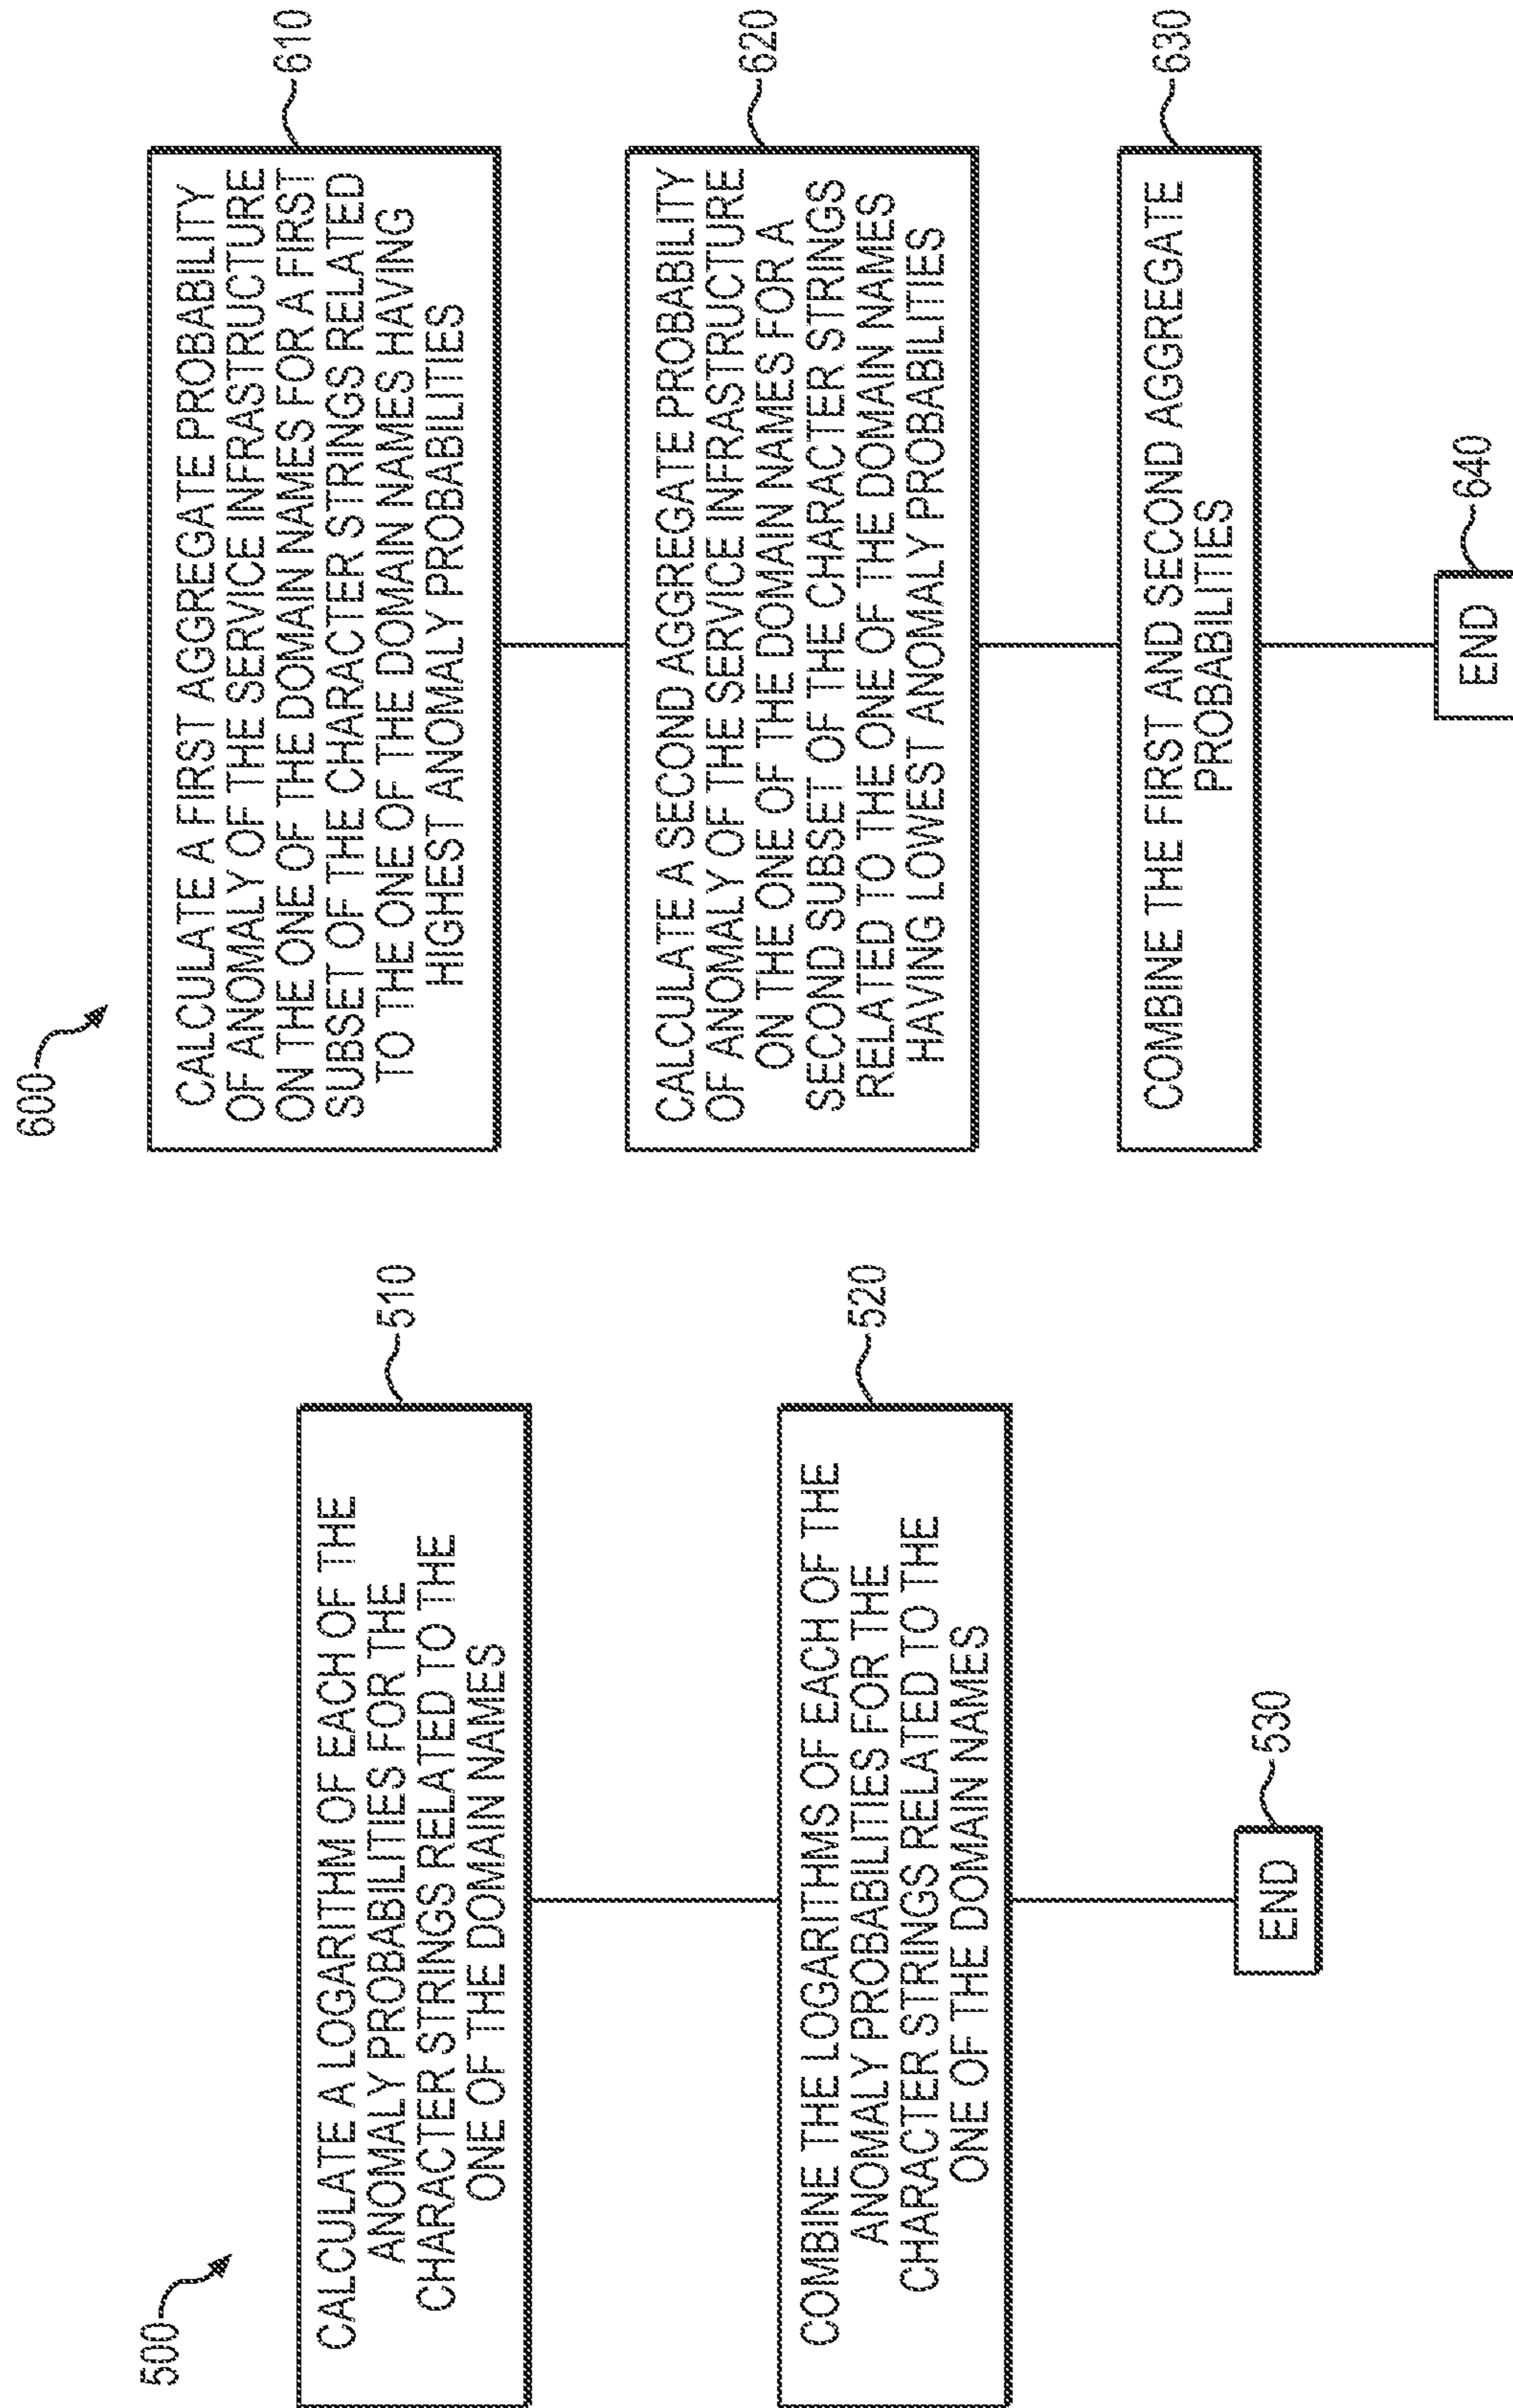 500
CALCULATE A LOGARITHM OF EACH OF THE
ANOMALY PROBABILITIES FOR THE
CHARACTER STRINGS RELATED TO THE
ONE OF THE DOMAIN NAMES
510
COMBINE THE LOGARITHMS OF EACH OF THE
ANOMALY PROBABILITIES FOR THE
CHARACTER STRINGS RELATED TO THE
ONE OF THE DOMAIN NAMES
520
END
530
600
CALCULATE A FIRST AGGREGATE PROBABILITY
OF ANOMALY OF THE SERVICE INFRASTRUCTURE
ON THE ONE OF THE DOMAIN NAMES FOR A FIRST
SUBSET OF THE CHARACTER STRINGS RELATED
TO THE ONE OF THE DOMAIN NAMES HAVING
HIGHEST ANOMALY PROBABILITIES
610
CALCULATE A SECOND AGGREGATE PROBABILITY
OF ANOMALY OF THE SERVICE INFRASTRUCTURE
ON THE ONE OF THE DOMAIN NAMES FOR A
SECOND SUBSET OF THE CHARACTER STRINGS
RELATED TO THE ONE OF THE DOMAIN NAMES
HAVING LOWEST ANOMALY PROBABILITIES
620
COMBINE THE FIRST AND SECOND AGGREGATE
PROBABILITIES
630
END
640